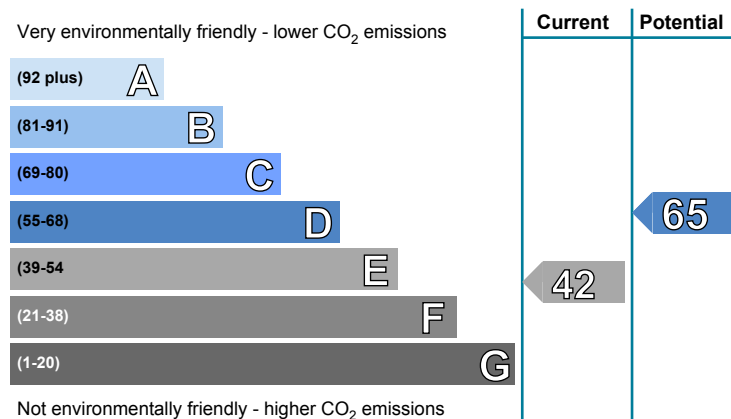 Very environmentally friendly - lower CO₂ emissions
Current
Potential
(92 plus) A
(81-91) B
(69-80) C
(55-68) D
65
(39-54 E
42
(21-38) F
(1-20) G
Not environmentally friendly - higher CO₂ emissions